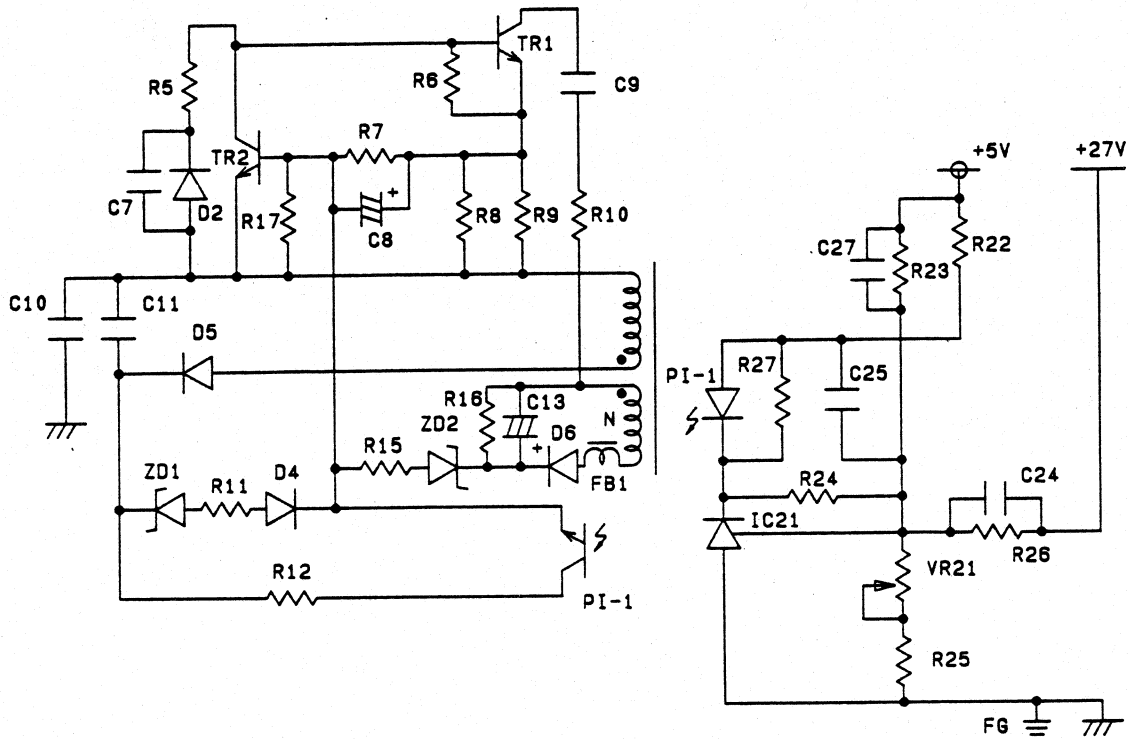 TR1
R5
R6
C9
R7
TR2
+5V
+27V
C7
D2
R17
+
C8
R8
R9
R10
C27
R23
R22
C10
C11
D5
PI-1
R27
C25
R16
C13
N
ZD2
D6
+
R15
FB1
ZD1
R11
D4
R24
C24
IC21
R26
R12
VR21
PI-1
R25
FG